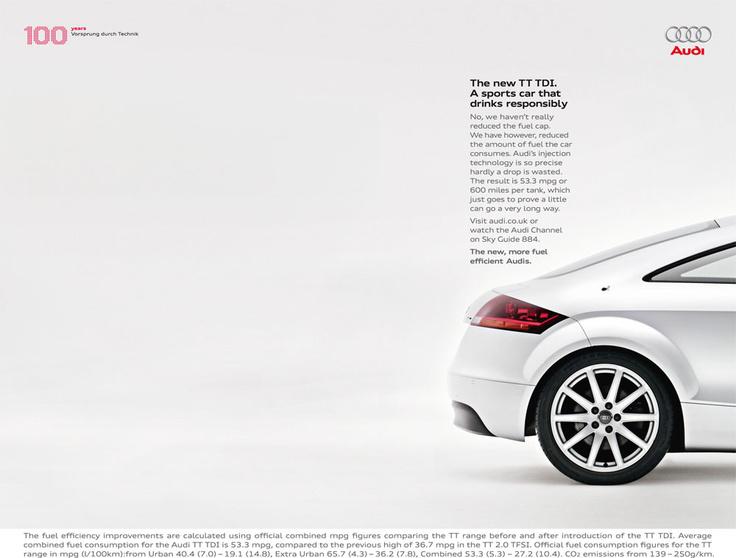 100 years
Vorsprung durch Technik
Audi
The new TT TDI.
A sports car that
drinks responsibly
No, we haven't really
reduced the fuel cap.
We have however, reduced
the amount of fuel the car
consumes. Audi's injection
technology is so precise
hardly a drop is wasted.
The result is 53.3 mpg or
600 miles per tank, which
just goes to prove a little
can go a very long way.
Visit audi.co.uk or
watch the Audi Channel
on Sky Guide 884.
The new, more fuel
efficient Audis.
The fuel efficiency improvements are calculated using official combined mpg figures comparing the TT range before and after introduction of the TT TDI. Average
combined fuel consumption for the Audi TT TDI is 53.3 mpg, compared to the previous high of 36.7 mpg in the TT 2.0 TFSI. Official fuel consumption figures for the TT
range in mpg (l/100km):from Urban 40.4 (7.0) – 19.1 (14.8), Extra Urban 65.7 (4.3) – 36.2 (7.8), Combined 53.3 (5.3) – 27.2 (10.4). CO₂ emissions from 139 – 250g/km.